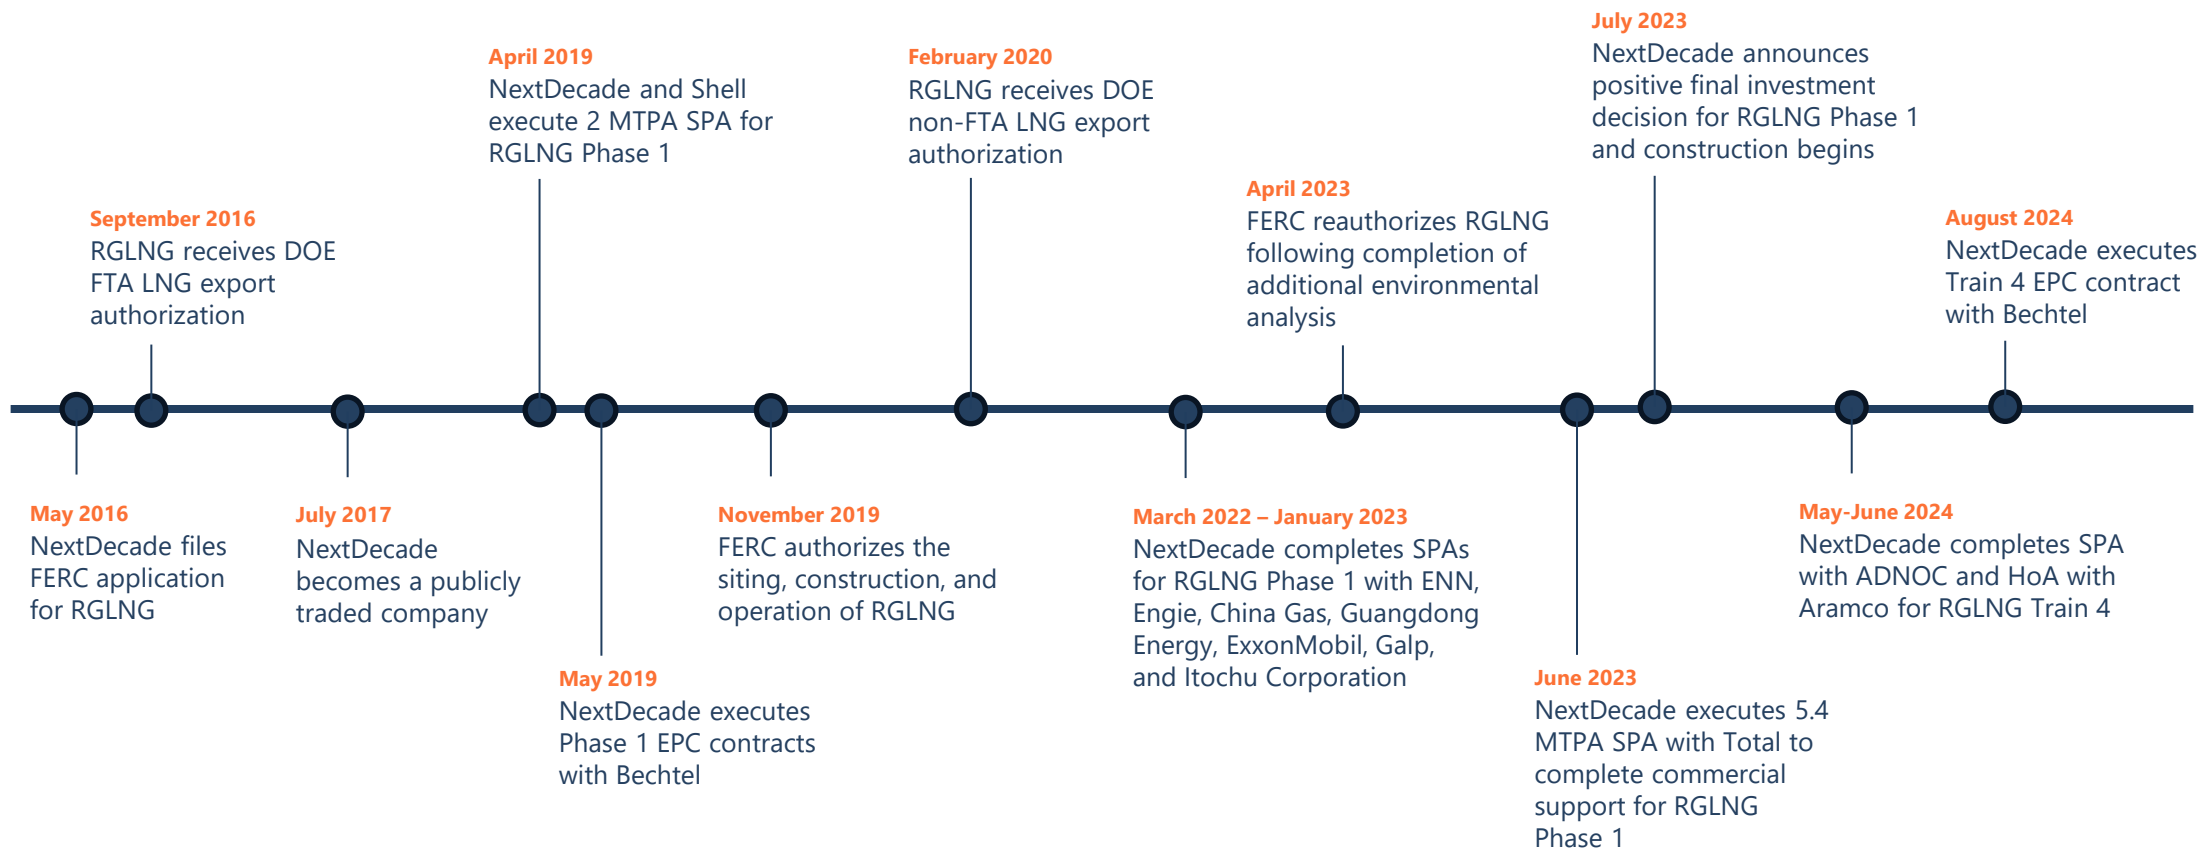 May 2016
NextDecade files
FERC application
for RGLNG
September 2016
RGLNG receives DOE
FTA LNG export
authorization
July 2017
NextDecade
becomes a publicly
traded company
April 2019
NextDecade and Shell
execute 2 MTPA SPA for
RGLNG Phase 1
May 2019
NextDecade executes
Phase 1 EPC contracts
with Bechtel
November 2019
FERC authorizes the
siting, construction, and
operation of RGLNG
February 2020
RGLNG receives DOE
non-FTA LNG export
authorization
March 2022 – January 2023
NextDecade completes SPAs
for RGLNG Phase 1 with ENN,
Engie, China Gas, Guangdong
Energy, ExxonMobil, Galp,
and Itochu Corporation
April 2023
FERC reauthorizes RGLNG
following completion of
additional environmental
analysis
June 2023
NextDecade executes 5.4
MTPA SPA with Total to
complete commercial
support for RGLNG
Phase 1
July 2023
NextDecade announces
positive final investment
decision for RGLNG Phase 1
and construction begins
May-June 2024
NextDecade completes SPA
with ADNOC and HoA with
Aramco for RGLNG Train 4
August 2024
NextDecade executes
Train 4 EPC contract
with Bechtel